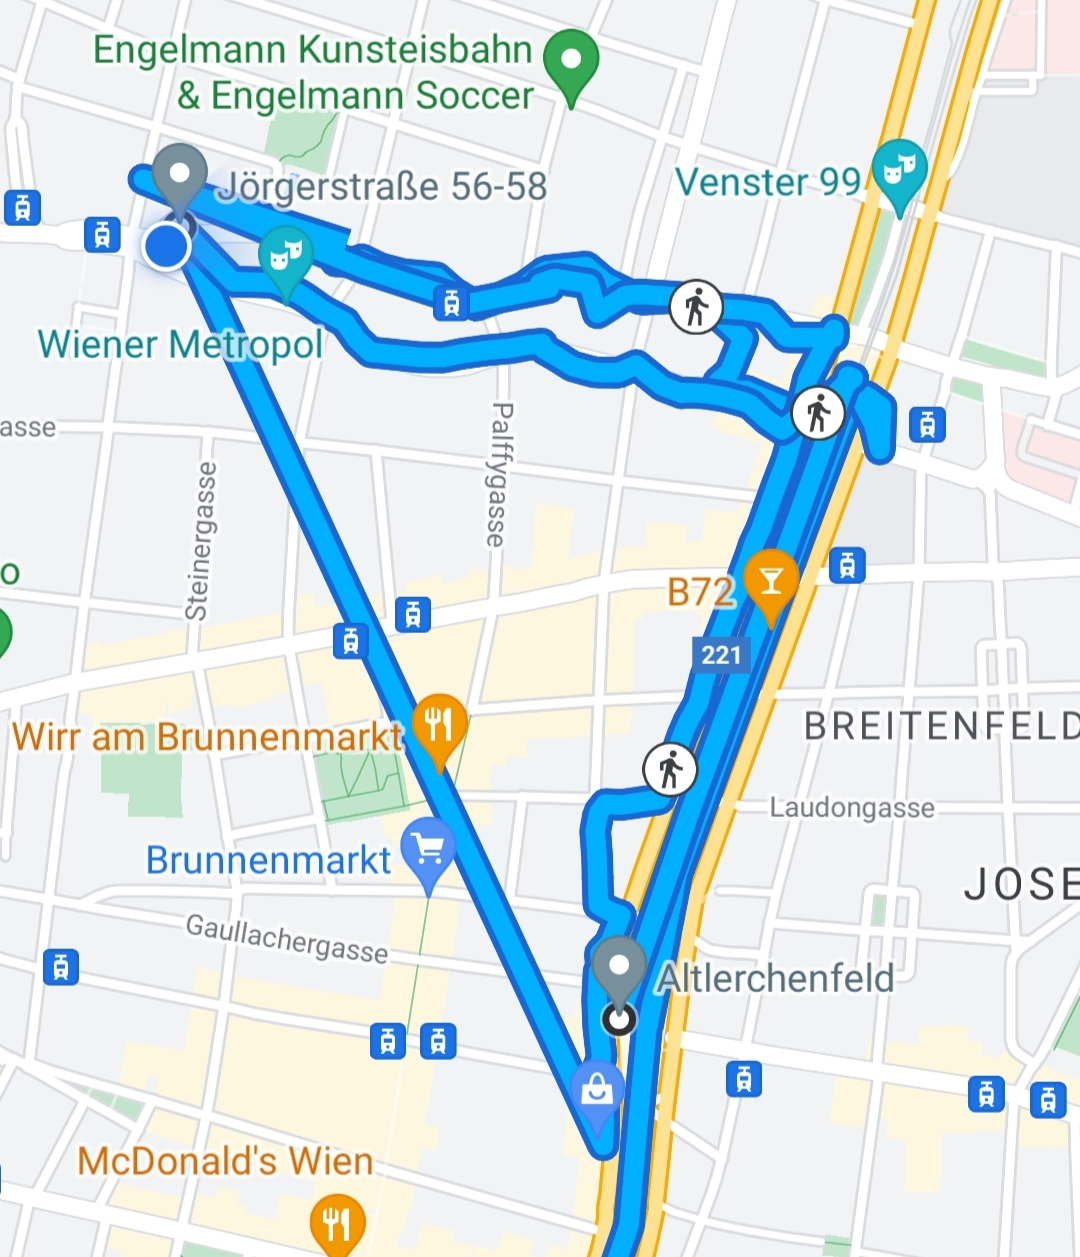 Engelmann Kunsteisbahn
& Engelmann Soccer
Venster 99
Jörgerstraße 56-58
Wiener Metropol
asse
Palffygasse
Steinergasse
o
B72
221
Wirr am Brunnenmarkt
BREITENFELD
Laudongasse
Brunnenmarkt
JOSE
Gaullachergasse
Altlerchenfeld
McDonald's Wien